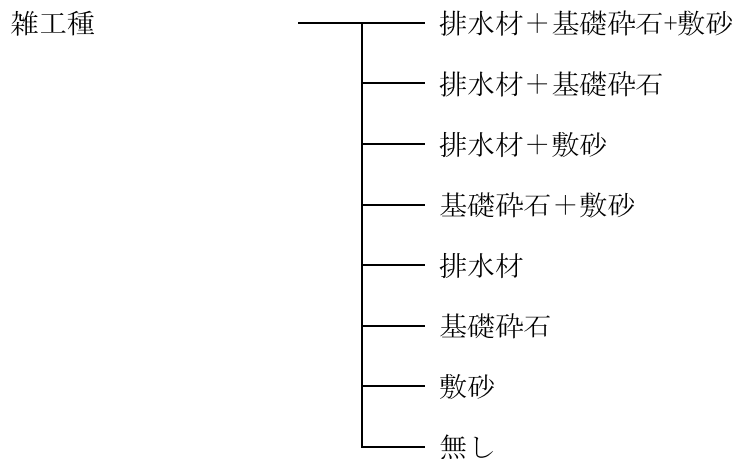 雑工種
排水材＋基礎砕石+敷砂
排水材＋基礎砕石
排水材＋敷砂
基礎砕石＋敷砂
排水材
基礎砕石
敷砂
無し